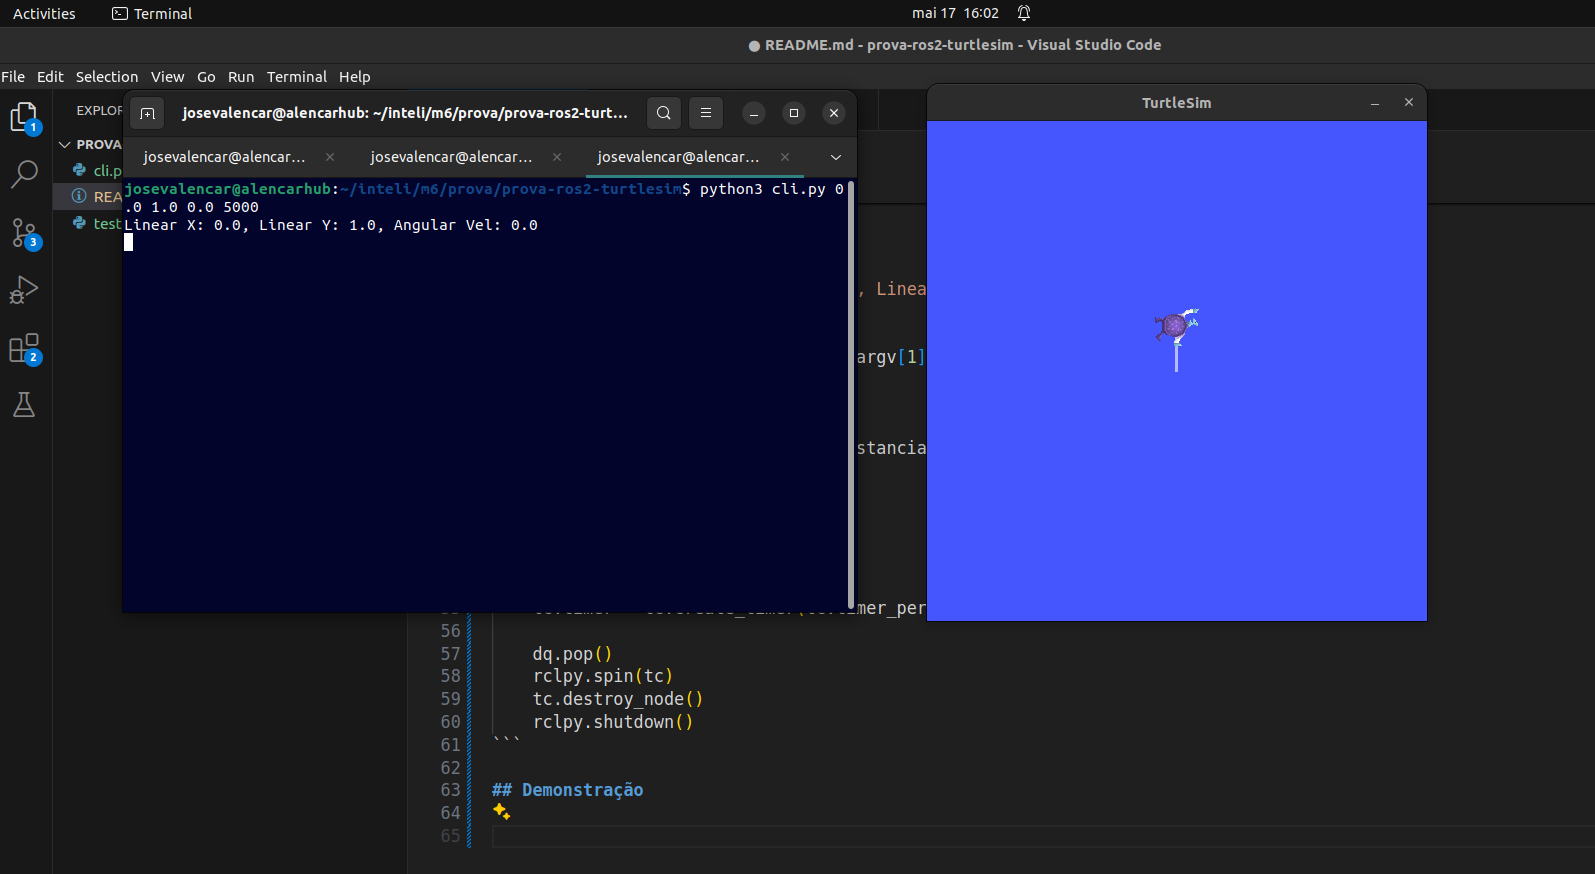 Activities
Terminal
mai 17 16:02
README.md - prova-ros2-turtlesim - Visual Studio Code
File Edit Selection View Go Run Terminal Help
EXPLOR
PROVA
cli.p
REA
test
1
3
2
josevalencar@alencarhub: ~/inteli/m6/prova/prova-ros2-turt...
josevalencar@alencar...
josevalencar@alencar...
josevalencar@alencar...
josevalencar@alencarhub:~/inteli/m6/prova/prova-ros2-turtlesim$ python3 cli.py 0
.0 1.0 0.0 5000
Linear X: 0.0, Linear Y: 1.0, Angular Vel: 0.0
TurtleSim
, Linea
argv[1]
stancia
imer_per
56
57 dq.pop()
58 rclpy.spin(tc)
59 tc.destroy_node()
60 rclpy.shutdown()
61 ```
62
63 ## Demonstração
64
65